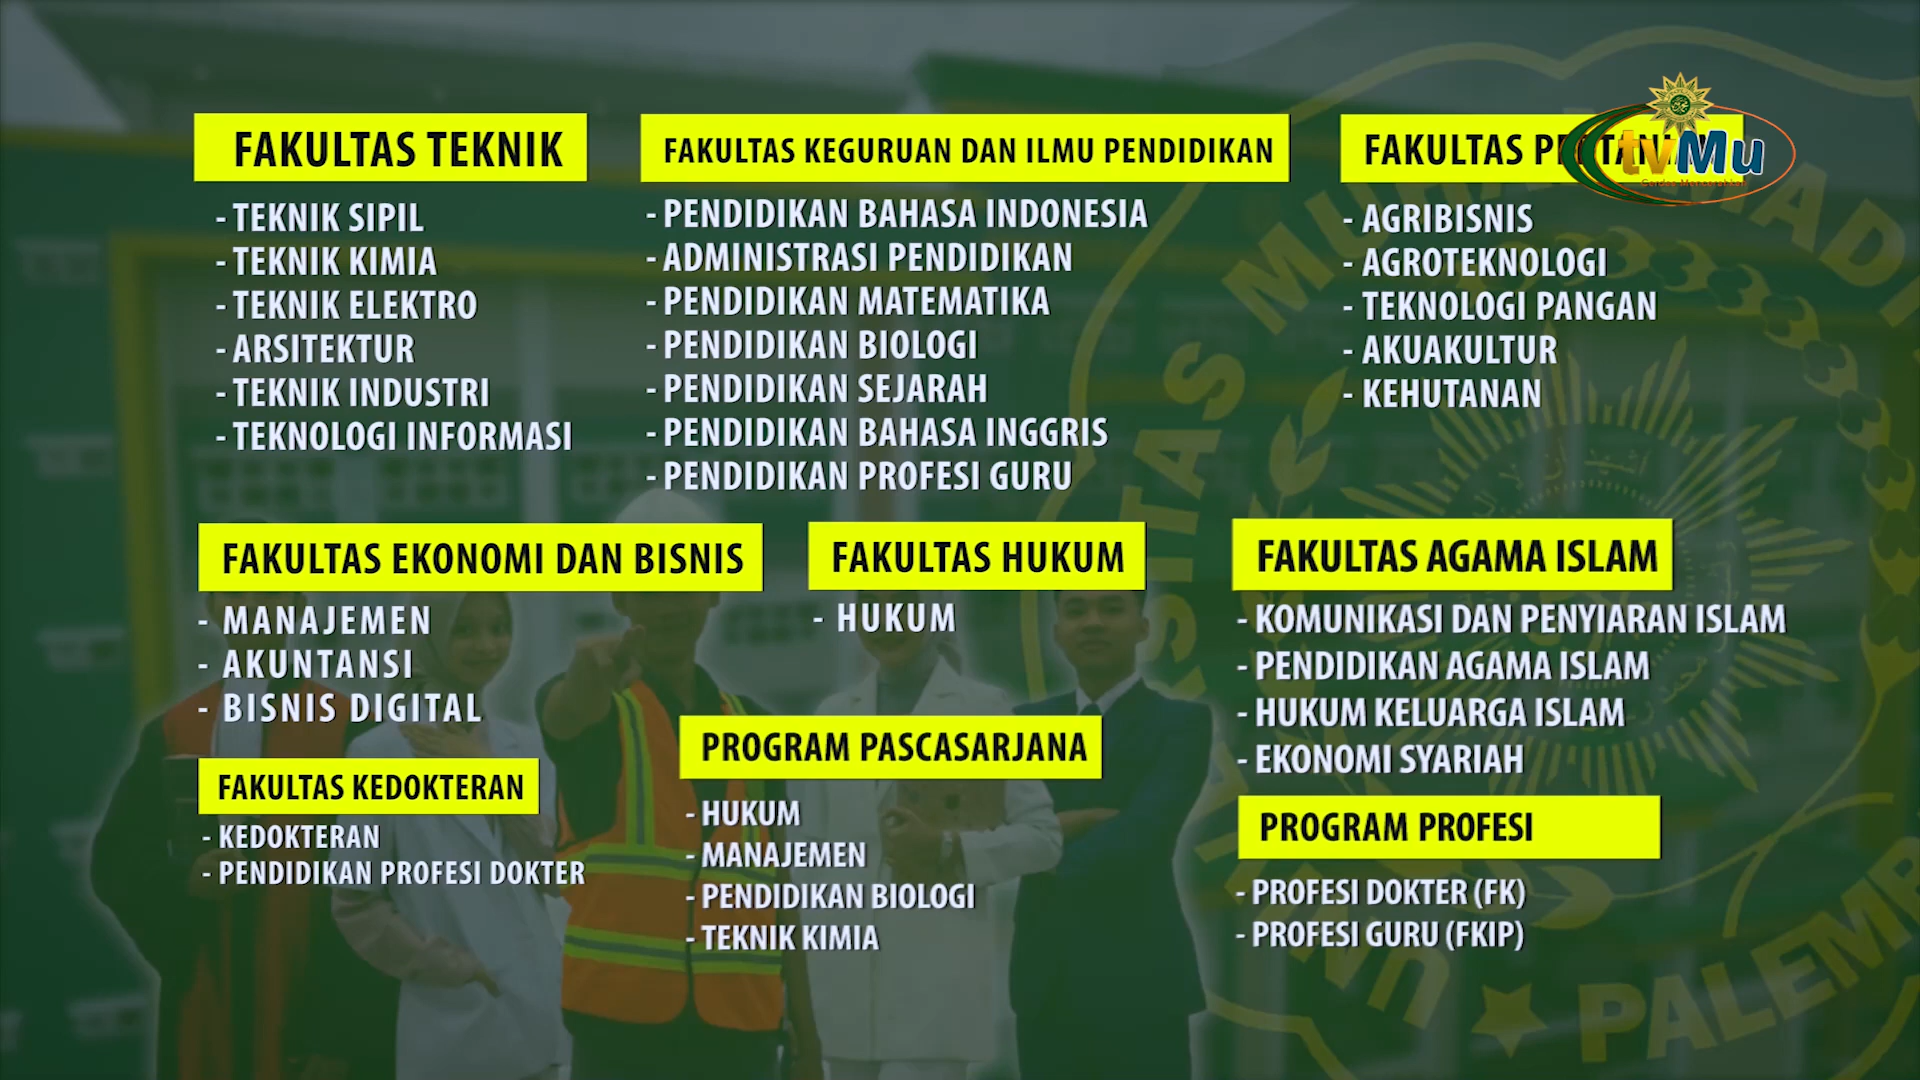 FAKULTAS TEKNIK
- TEKNIK SIPIL
- TEKNIK KIMIA
- TEKNIK ELEKTRO
- ARSITEKTUR
- TEKNIK INDUSTRI
- TEKNOLOGI INFORMASI
FAKULTAS KEGURUAN DAN ILMU PENDIDIKAN
- PENDIDIKAN BAHASA INDONESIA
- ADMINISTRASI PENDIDIKAN
- PENDIDIKAN MATEMATIKA
- PENDIDIKAN BIOLOGI
- PENDIDIKAN SEJARAH
- PENDIDIKAN BAHASA INGGRIS
- PENDIDIKAN PROFESI GURU
FAKULTAS PERTANIAN
- AGRIBISNIS
- AGROTEKNOLOGI
- TEKNOLOGI PANGAN
- AKUAKULTUR
- KEHUTANAN
tvMu
FAKULTAS EKONOMI DAN BISNIS
- MANAJEMEN
- AKUNTANSI
- BISNIS DIGITAL
FAKULTAS HUKUM
- HUKUM
FAKULTAS AGAMA ISLAM
- KOMUNIKASI DAN PENYIARAN ISLAM
- PENDIDIKAN AGAMA ISLAM
- HUKUM KELUARGA ISLAM
- EKONOMI SYARIAH
FAKULTAS KEDOKTERAN
- KEDOKTERAN
- PENDIDIKAN PROFESI DOKTER
PROGRAM PASCASARJANA
- HUKUM
- MANAJEMEN
- PENDIDIKAN BIOLOGI
- TEKNIK KIMIA
PROGRAM PROFESI
- PROFESI DOKTER (FK)
- PROFESI GURU (FKIP)